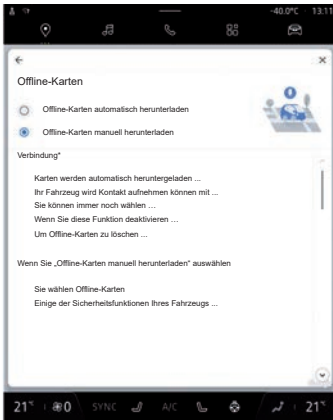 -40.0°C 13.11
Offline-Karten
Offline-Karten automatisch herunterladen
Offline-Karten manuell herunterladen
Verbindung*
Karten werden automatisch heruntergeladen ...
Ihr Fahrzeug wird Kontakt aufnehmen können mit ...
Sie können immer noch wählen ...
Wenn Sie diese Funktion deaktivieren ...
Um Offline-Karten zu löschen ...
Wenn Sie „Offline-Karten manuell herunterladen“ auswählen
Sie wählen Offline-Karten
Einige der Sicherheitsfunktionen Ihres Fahrzeugs ...
21° 0 SYNC A/C 21°